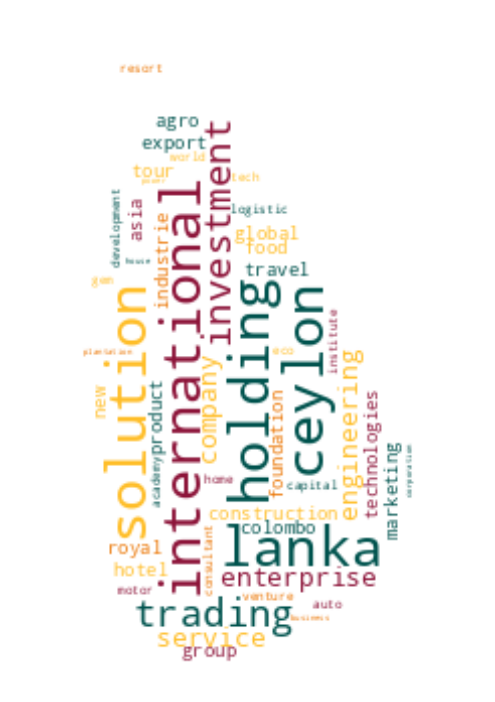 resort
agro
export
investment
world
tour
power
tech
international
development
asia
logistic
industrie
global
food
house
travel
gem
holding
solution
ceylon
institute
plantation
eco
new
company
engineering
product
academy
foundation
technologies
marketing
corporation
home
capital
construction
colombo
lanka
royal
consultant
hotel
enterprise
motor
venture
auto
trading
business
service
group